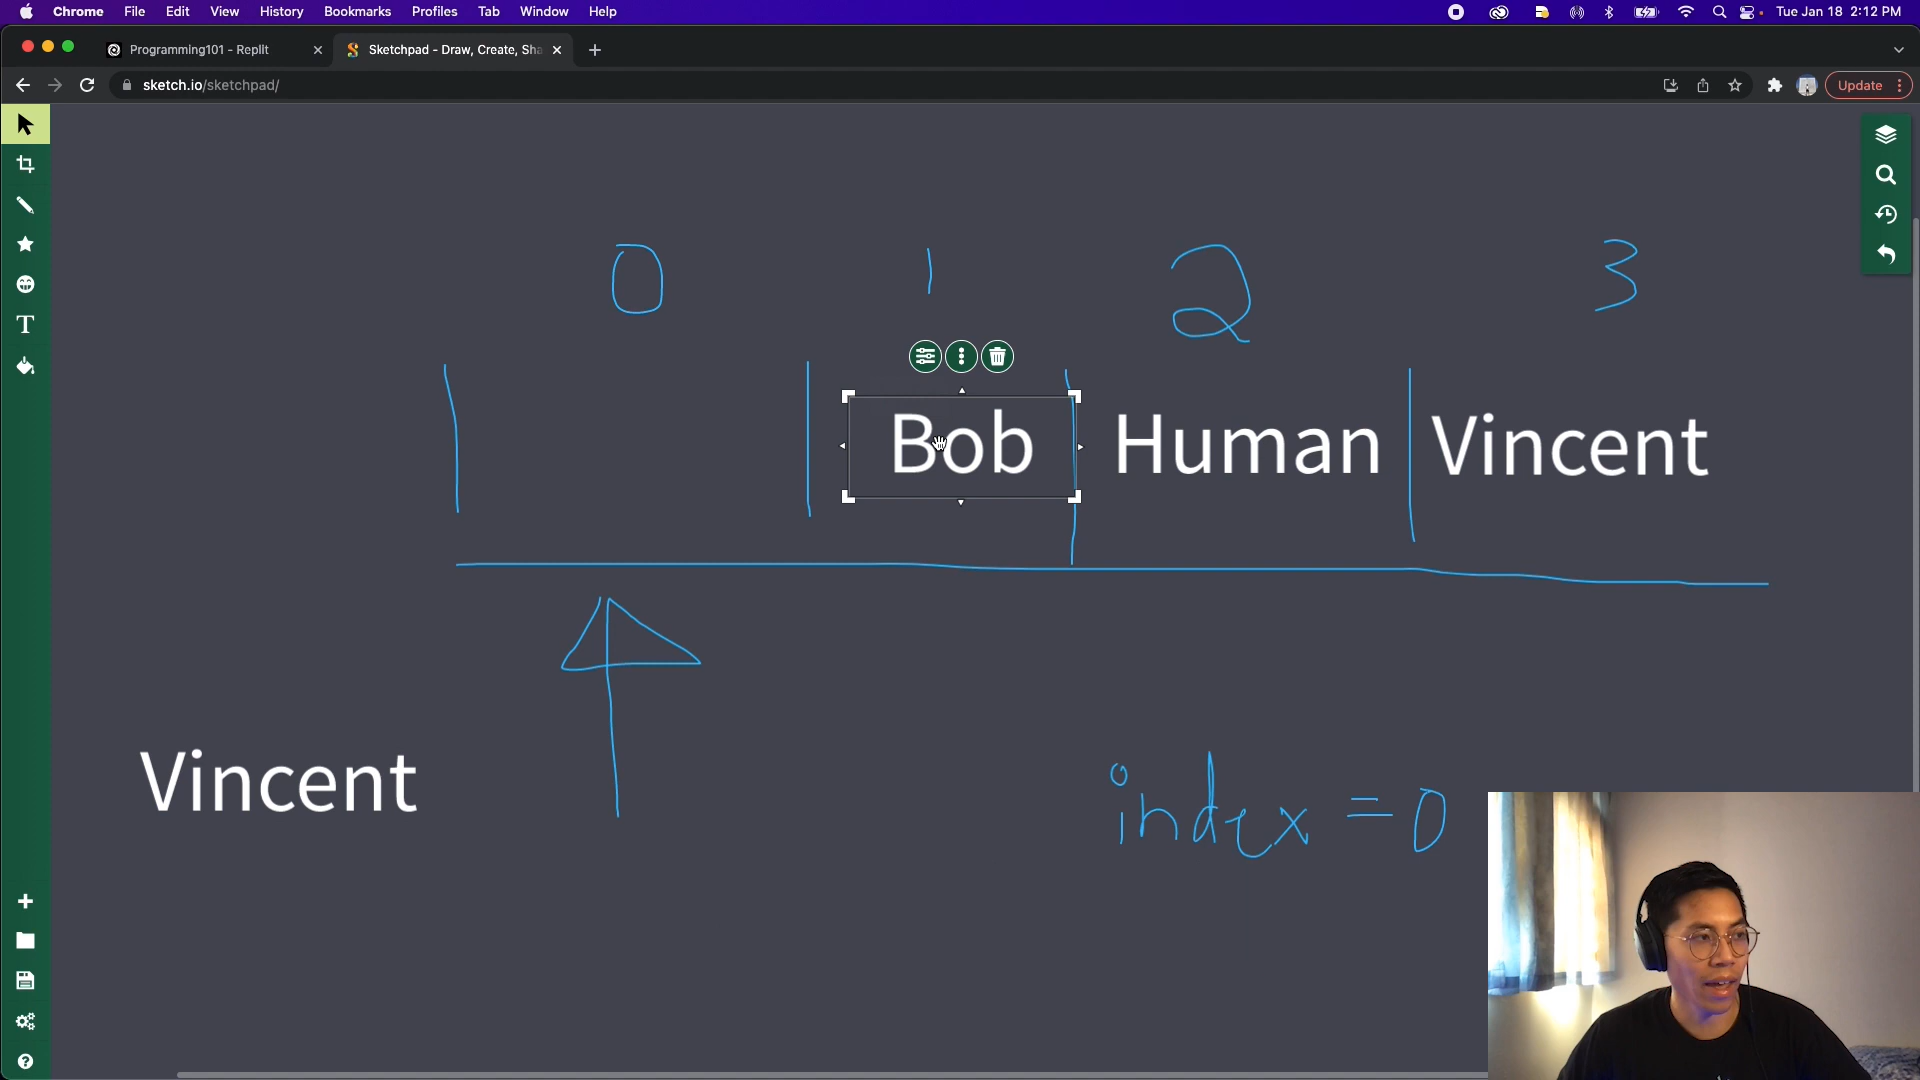 Chrome File Edit View History Bookmarks Profiles Tab Window Help Tue Jan 18 2:12 PM
Programming101 - Replit Sketchpad - Draw, Create, Sha
sketch.io/sketchpad/ Update
0 1 2 3
Bob Human Vincent
Vincent
index = 0